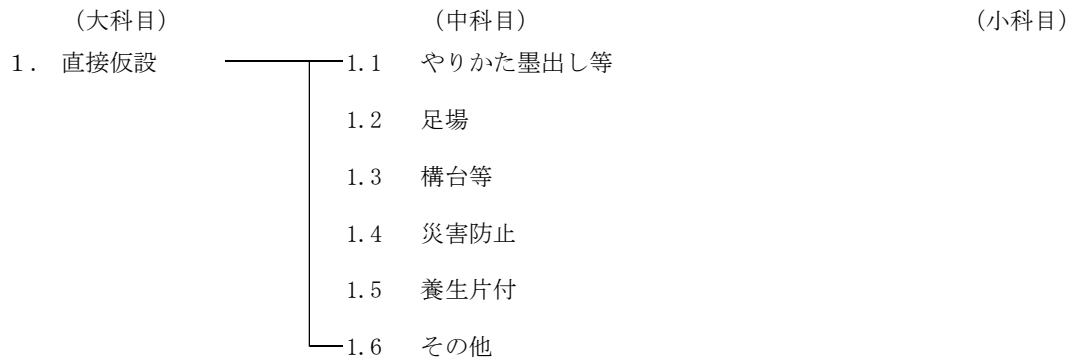 (大科目) (中科目) (小科目)
1. 直接仮設 1.1 やりかた墨出し等
1.2 足場
1.3 構台等
1.4 災害防止
1.5 養生片付
1.6 その他